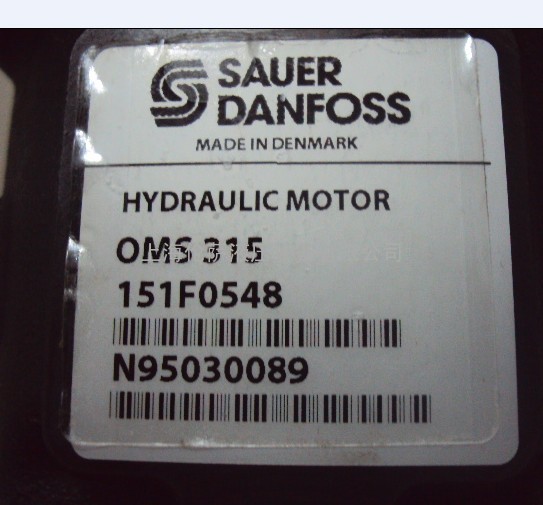 SAUER
DANFOSS
MADE IN DENMARK
HYDRAULIC MOTOR
OMS 315
151F0548
N95030089